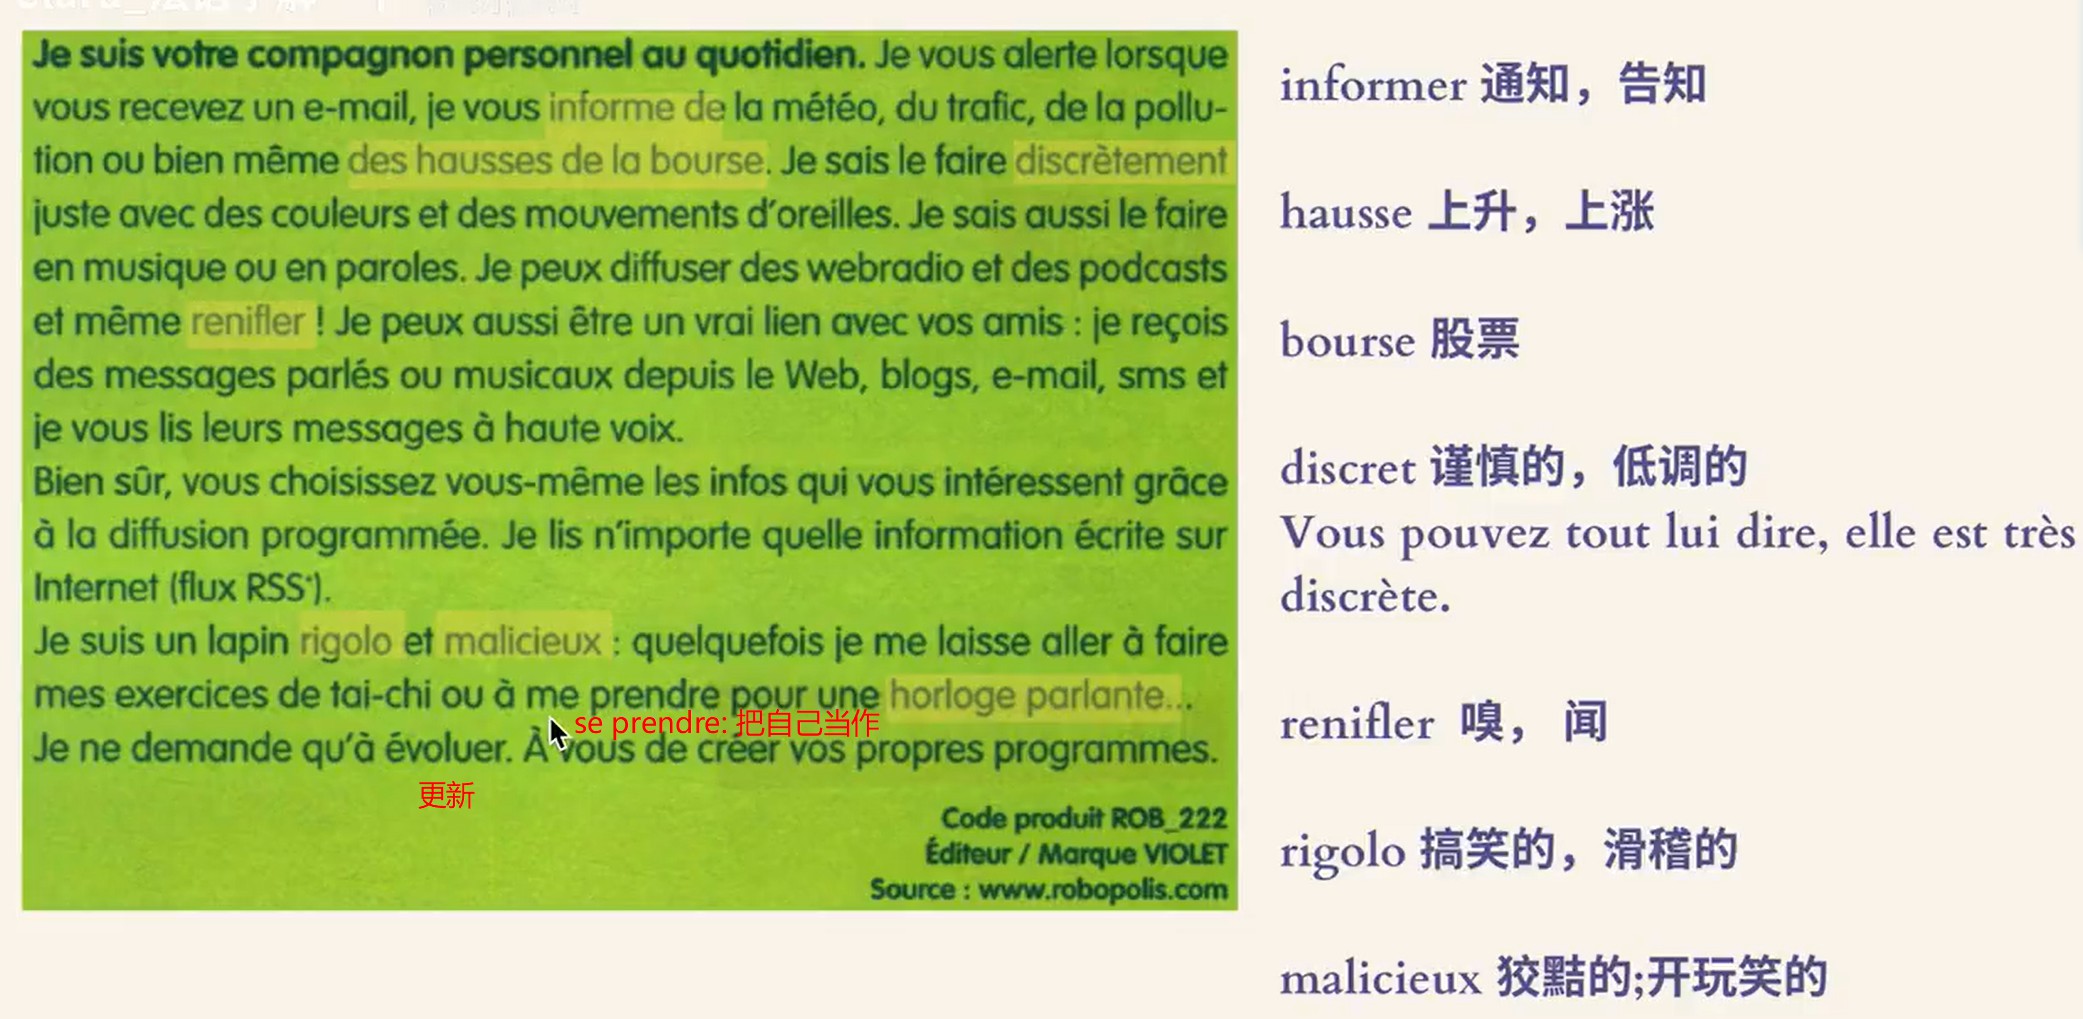 Je suis votre compagnon personnel au quotidien. Je vous alerte lorsque
vous recevez un e-mail, je vous informe de la météo, du trafic, de la pollu-
tion ou bien même des hausses de la bourse. Je sais le faire discrètement
juste avec des couleurs et des mouvements d'oreilles. Je sais aussi le faire
en musique ou en paroles. Je peux diffuser des webradio et des podcasts
et même renifler ! Je peux aussi être un vrai lien avec vos amis : je reçois
des messages parlés ou musicaux depuis le Web, blogs, e-mail, sms et
je vous lis leurs messages à haute voix.
Bien sûr, vous choisissez vous-même les infos qui vous intéressent grâce
à la diffusion programmée. Je lis n'importe quelle information écrite sur
Internet (flux RSS*).
Je suis un lapin rigolo et malicieux : quelquefois je me laisse aller à faire
mes exercices de tai-chi ou à me prendre pour une horloge parlante...
se prendre: 把自己当作
Je ne demande qu'à évoluer. À vous de créer vos propres programmes.
更新
Code produit ROB_222
Éditeur / Marque VIOLET
Source : www.robopolis.com
informer 通知，告知
hausse 上升，上涨
bourse 股票
discret 谨慎的，低调的
Vous pouvez tout lui dire, elle est très
discrète.
renifler 嗅， 闻
rigolo 搞笑的，滑稽的
malicieux 狡黠的;开玩笑的